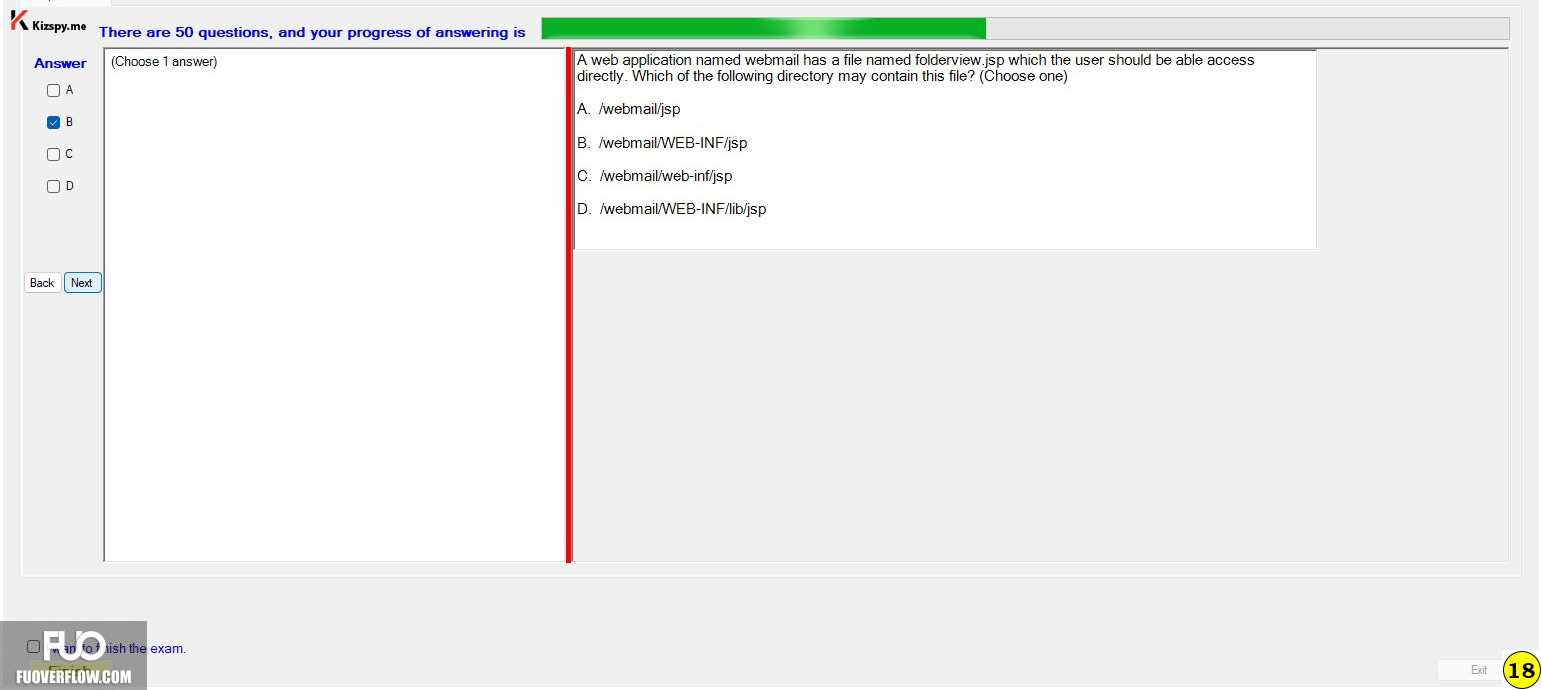 Kizspy.me
There are 50 questions, and your progress of answering is
Answer
(Choose 1 answer)
A
B
C
D
Back
Next
A web application named webmail has a file named folderview.jsp which the user should be able access
directly. Which of the following directory may contain this file? (Choose one)
A. /webmail/jsp
B. /webmail/WEB-INF/jsp
C. /webmail/web-inf/jsp
D. /webmail/WEB-INF/lib/jsp
want to finish the exam.
Finish
FUO
FUOVERFLOW.COM
Exit
18